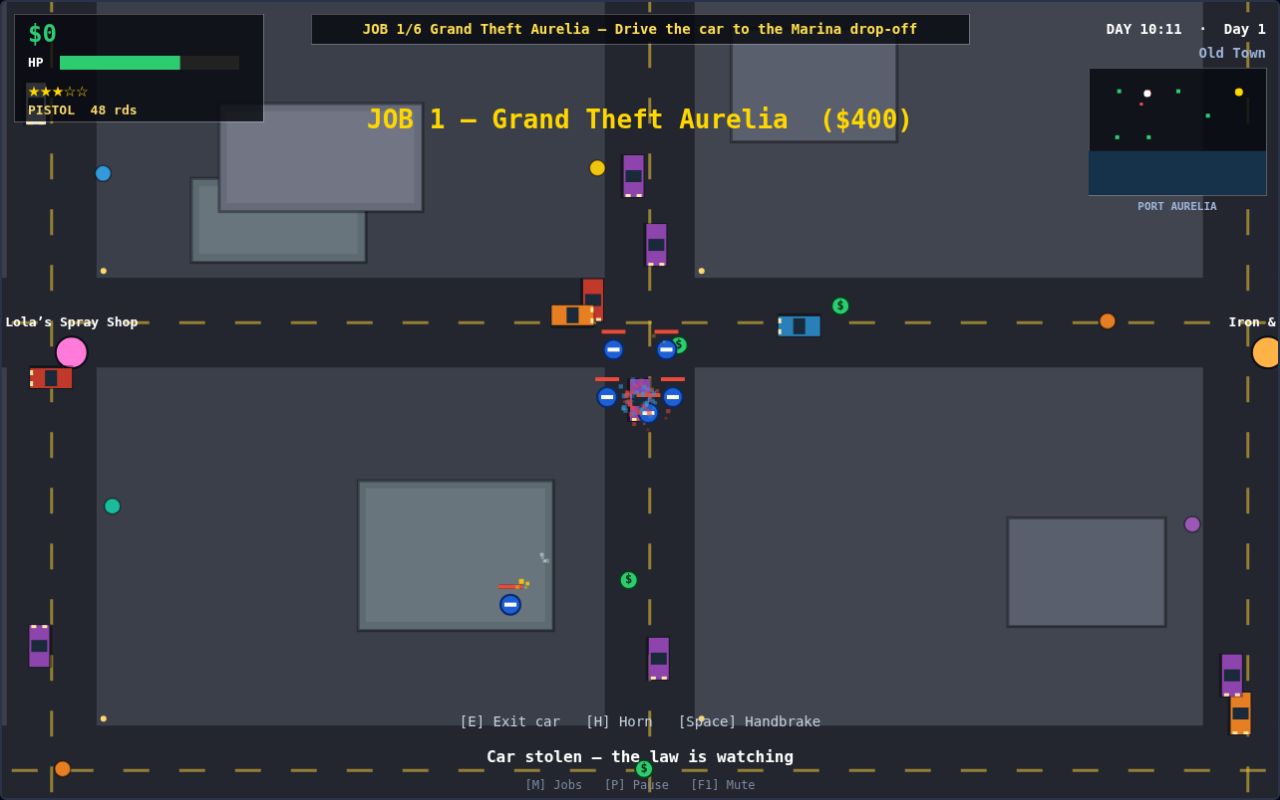 $0
HP
★★★☆☆
PISTOL 48 rds
JOB 1/6 Grand Theft Aurelia — Drive the car to the Marina drop-off
DAY 10:11 · Day 1
Old Town
PORT AURELIA
JOB 1 — Grand Theft Aurelia ($400)
$
Lola's Spray Shop
Iron &
$
$
[E] Exit car [H] Horn [Space] Handbrake
Car stolen — the law is watching
$
[M] Jobs [P] Pause [F1] Mute